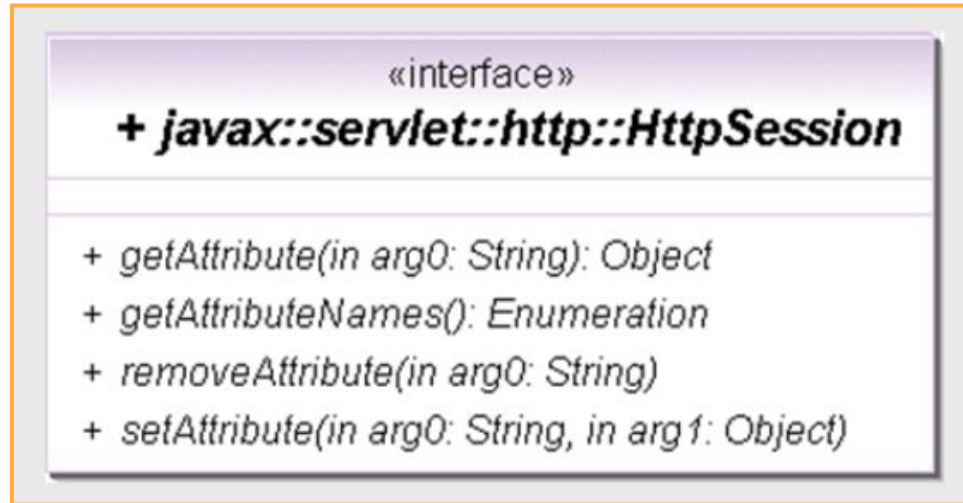 «interface»
+ javax::servlet::http::HttpSession
+ getAttribute(in arg0: String): Object
+ getAttributeNames(): Enumeration
+ removeAttribute(in arg0: String)
+ setAttribute(in arg0: String, in arg1: Object)